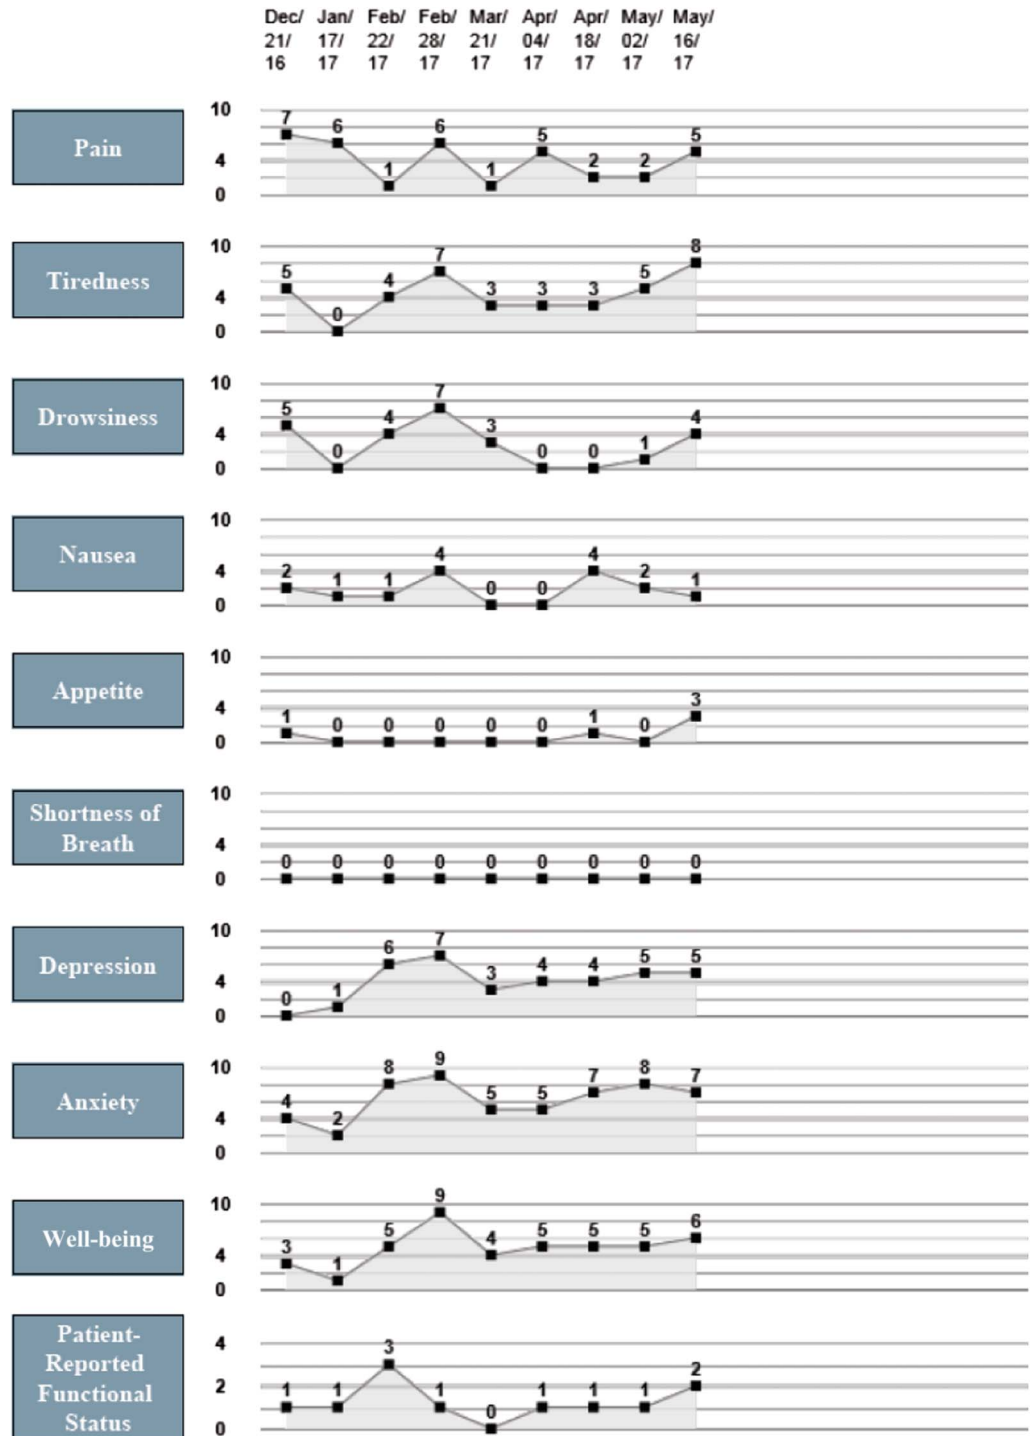 Dec/ Jan/ Feb/ Feb/ Mar/ Apr/ Apr/ May/ May/
21/ 17/ 22/ 28/ 21/ 04/ 18/ 02/ 16/
16 17 17 17 17 17 17 17 17
Pain
10
4
0
7 6 1 6 1 5 2 2 5
Tiredness
10
4
0
5 0 4 7 3 3 3 5 8
Drowsiness
10
4
0
5 0 4 7 3 0 0 1 4
Nausea
10
4
0
2 1 1 4 0 0 4 2 1
Appetite
10
4
0
1 0 0 0 0 0 1 0 3
Shortness of
Breath
10
4
0
0 0 0 0 0 0 0 0 0
Depression
10
4
0
0 1 6 7 3 4 4 5 5
Anxiety
10
4
0
4 2 8 9 5 5 7 8 7
Well-being
10
4
0
3 1 5 9 4 5 5 5 6
Patient-
Reported
Functional
Status
4
2
0
1 1 3 1 0 1 1 1 2